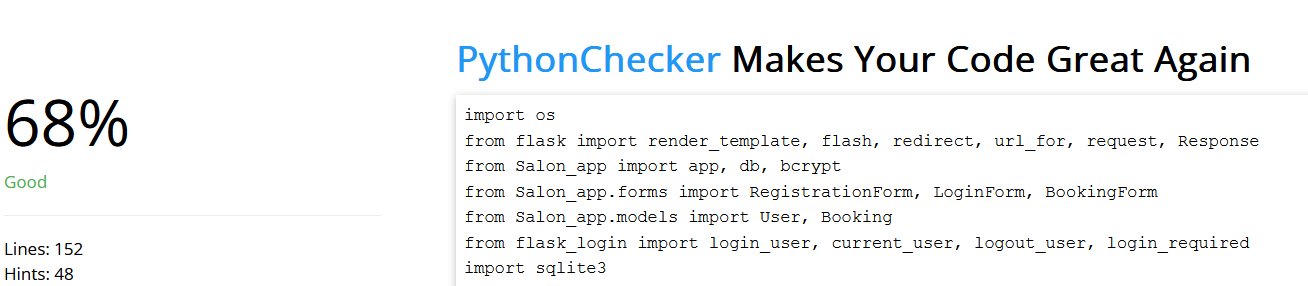 PythonChecker Makes Your Code Great Again
68%
Good
Lines: 152
Hints: 48
import os
from flask import render_template, flash, redirect, url_for, request, Response
from Salon_app import app, db, bcrypt
from Salon_app.forms import RegistrationForm, LoginForm, BookingForm
from Salon_app.models import User, Booking
from flask_login import login_user, current_user, logout_user, login_required
import sqlite3